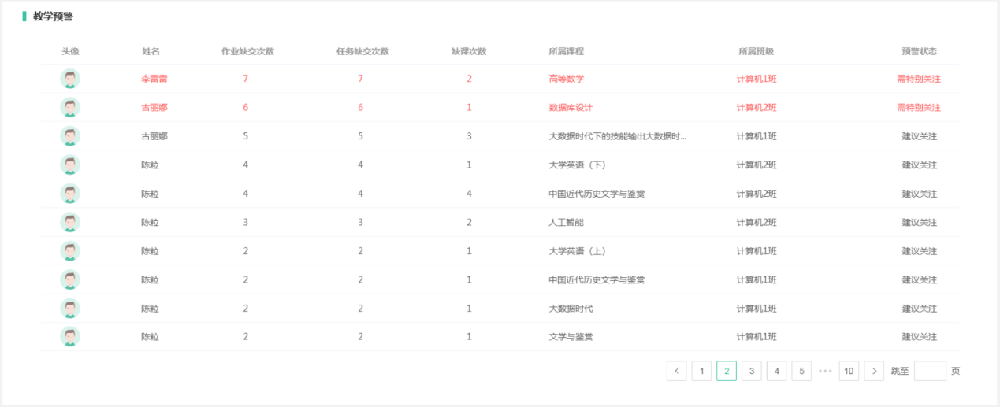 教学预警
头像 姓名 作业缺交次数 任务缺交次数 缺课次数 所属课程 所属班级 预警状态
李雷雷 7 7 2 高等数学 计算机1班 需特别关注
古丽娜 6 6 1 数据库设计 计算机2班 需特别关注
古丽娜 5 5 3 大数据时代下的技能输出大数据时... 计算机1班 建议关注
陈粒 4 4 1 大学英语（下） 计算机2班 建议关注
陈粒 4 4 4 中国近代历史文学与鉴赏 计算机2班 建议关注
陈粒 3 3 2 人工智能 计算机2班 建议关注
陈粒 2 2 1 大学英语（上） 计算机1班 建议关注
陈粒 2 2 1 中国近代历史文学与鉴赏 计算机1班 建议关注
陈粒 2 2 1 大数据时代 计算机1班 建议关注
陈粒 2 2 1 文学与鉴赏 计算机1班 建议关注
< 1 2 3 4 5 ••• 10 > 跳至 页